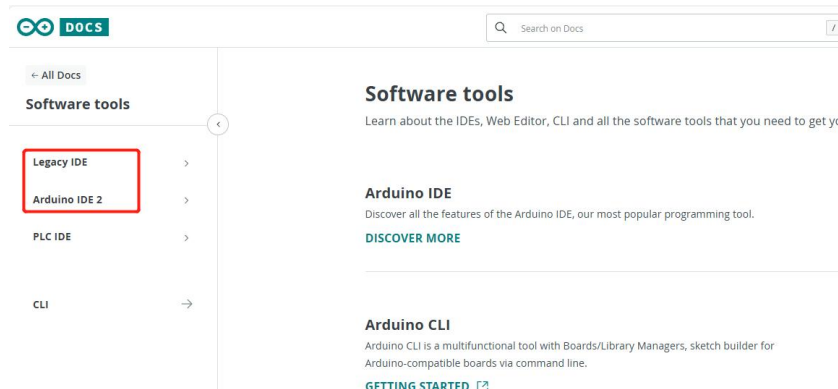 DOCS
Search on Docs
/
← All Docs
Software tools
Legacy IDE
Arduino IDE 2
PLC IDE
CLI
Software tools
Learn about the IDEs, Web Editor, CLI and all the software tools that you need to get
Arduino IDE
Discover all the features of the Arduino IDE, our most popular programming tool.
DISCOVER MORE
Arduino CLI
Arduino CLI is a multifunctional tool with Boards/Library Managers, sketch builder for
Arduino-compatible boards via command line.
GETTING STARTED